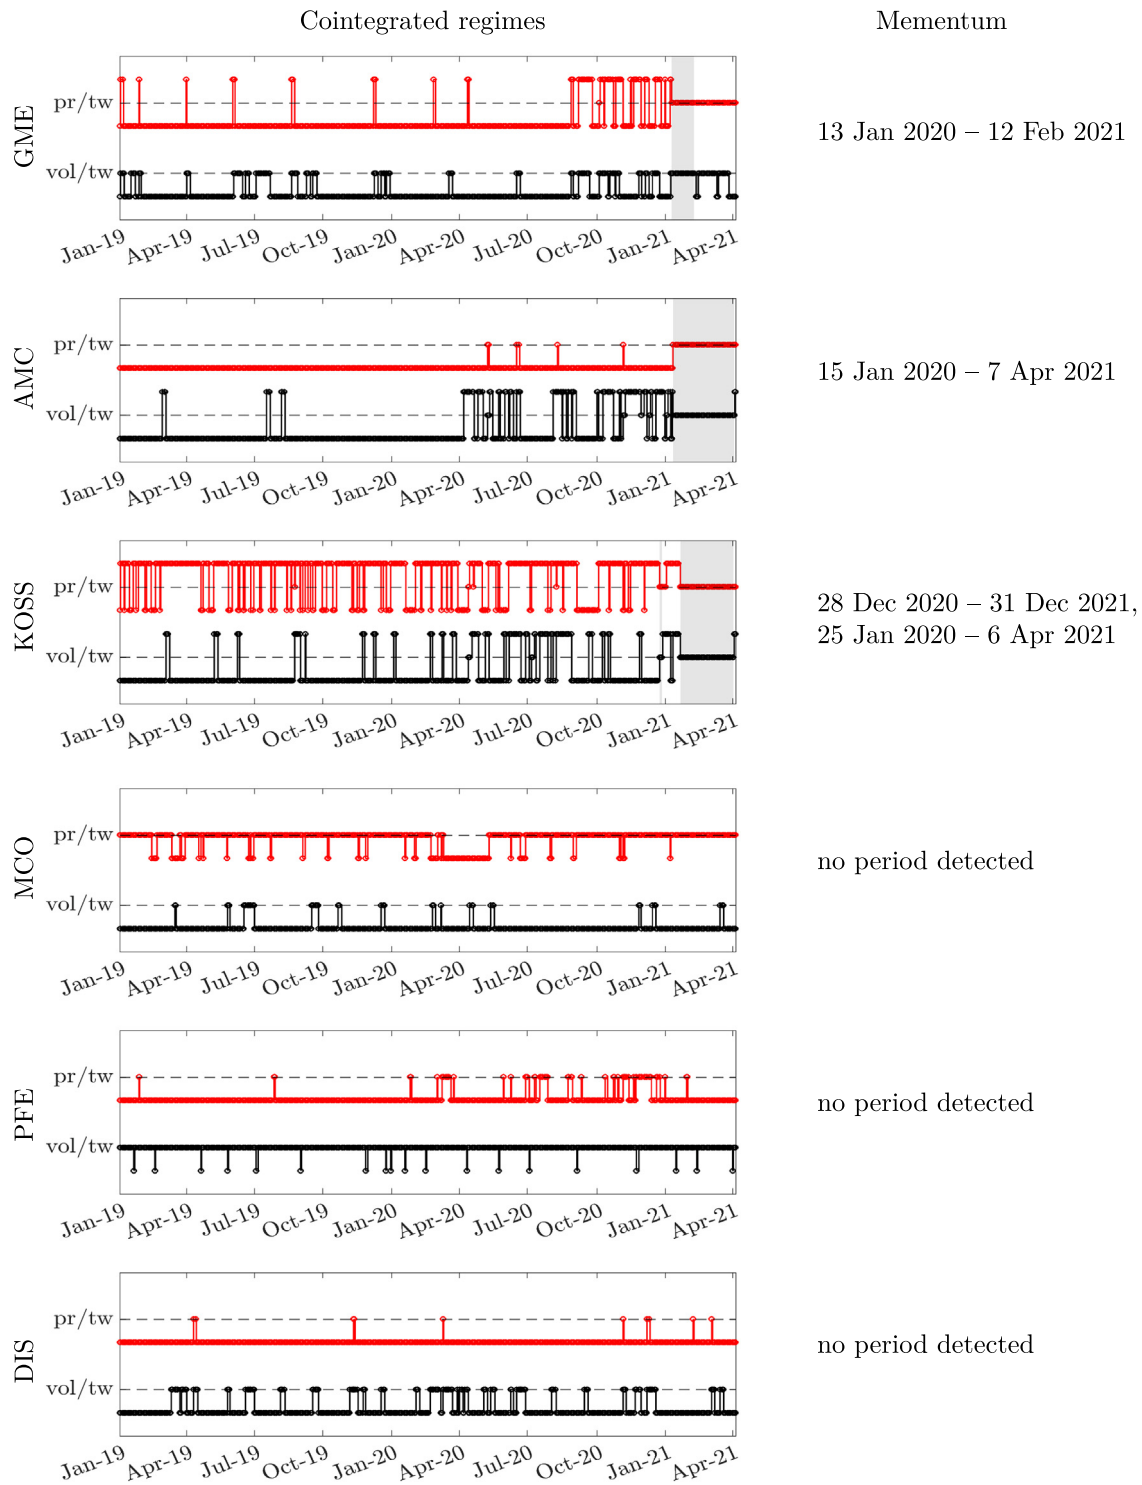 Cointegrated regimes
Mementum
GME
pr/tw
vol/tw
Jan-19 Apr-19 Jul-19 Oct-19 Jan-20 Apr-20 Jul-20 Oct-20 Jan-21 Apr-21
13 Jan 2020 – 12 Feb 2021
AMC
pr/tw
vol/tw
Jan-19 Apr-19 Jul-19 Oct-19 Jan-20 Apr-20 Jul-20 Oct-20 Jan-21 Apr-21
15 Jan 2020 – 7 Apr 2021
KOSS
pr/tw
vol/tw
Jan-19 Apr-19 Jul-19 Oct-19 Jan-20 Apr-20 Jul-20 Oct-20 Jan-21 Apr-21
28 Dec 2020 – 31 Dec 2021,
25 Jan 2020 – 6 Apr 2021
MCO
pr/tw
vol/tw
Jan-19 Apr-19 Jul-19 Oct-19 Jan-20 Apr-20 Jul-20 Oct-20 Jan-21 Apr-21
no period detected
PFE
pr/tw
vol/tw
Jan-19 Apr-19 Jul-19 Oct-19 Jan-20 Apr-20 Jul-20 Oct-20 Jan-21 Apr-21
no period detected
DIS
pr/tw
vol/tw
Jan-19 Apr-19 Jul-19 Oct-19 Jan-20 Apr-20 Jul-20 Oct-20 Jan-21 Apr-21
no period detected